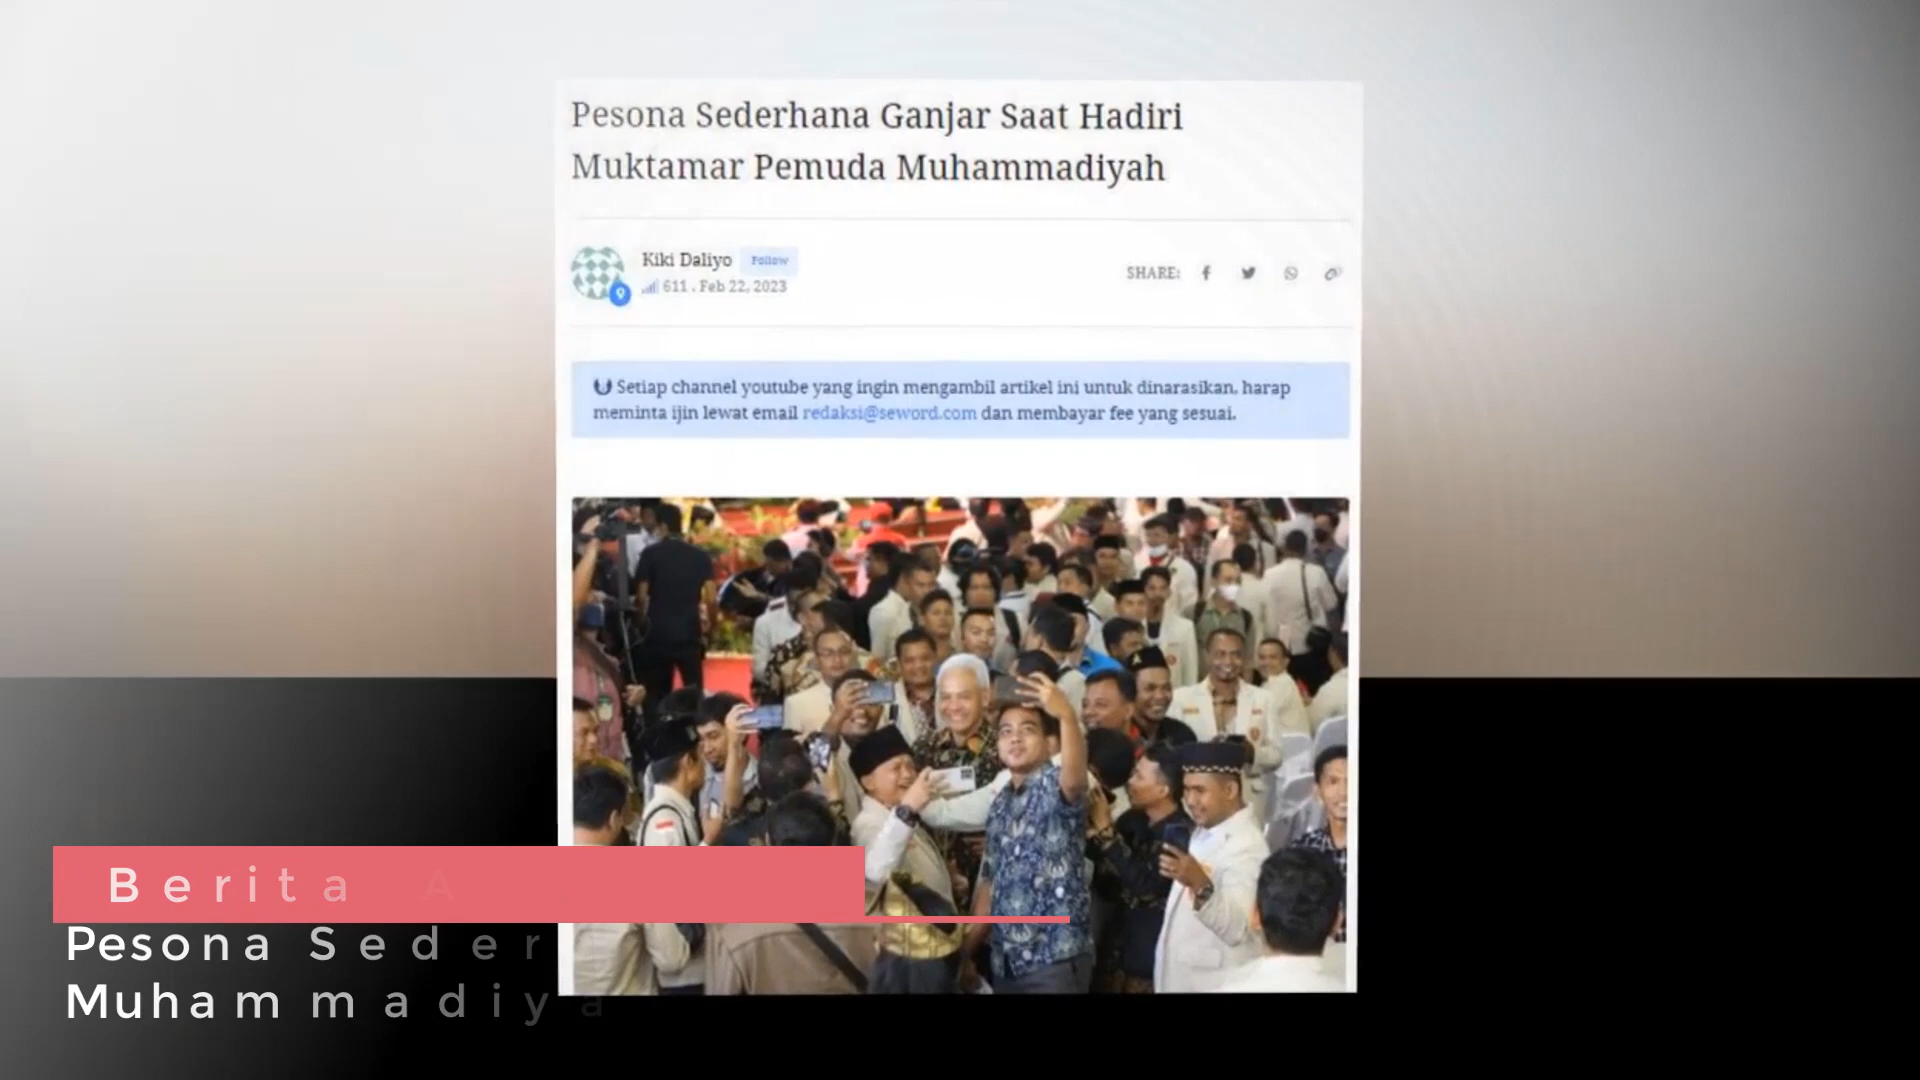 Pesona Sederhana Ganjar Saat Hadiri
Muktamar Pemuda Muhammadiyah
Kiki Daliyo Follow
611 . Feb 22, 2023
SHARE:
Setiap channel youtube yang ingin mengambil artikel ini untuk dinarasikan, harap
meminta ijin lewat email redaksi@seword.com dan membayar fee yang sesuai.
Berita A
Pesona Seder
Muhammadiya